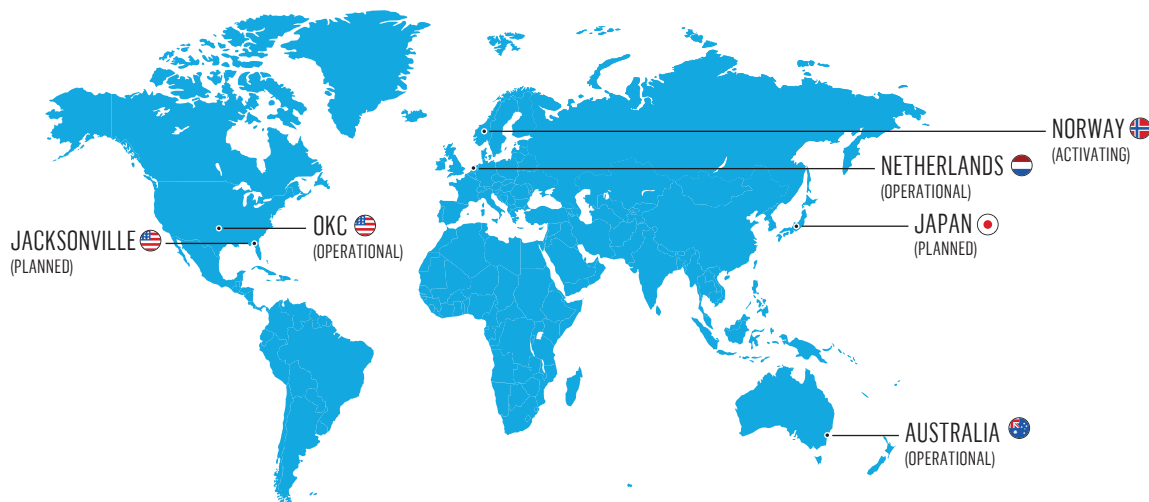 NORWAY
(ACTIVATING)
NETHERLANDS
(OPERATIONAL)
JAPAN
(PLANNED)
OKC
(OPERATIONAL)
JACKSONVILLE
(PLANNED)
AUSTRALIA
(OPERATIONAL)